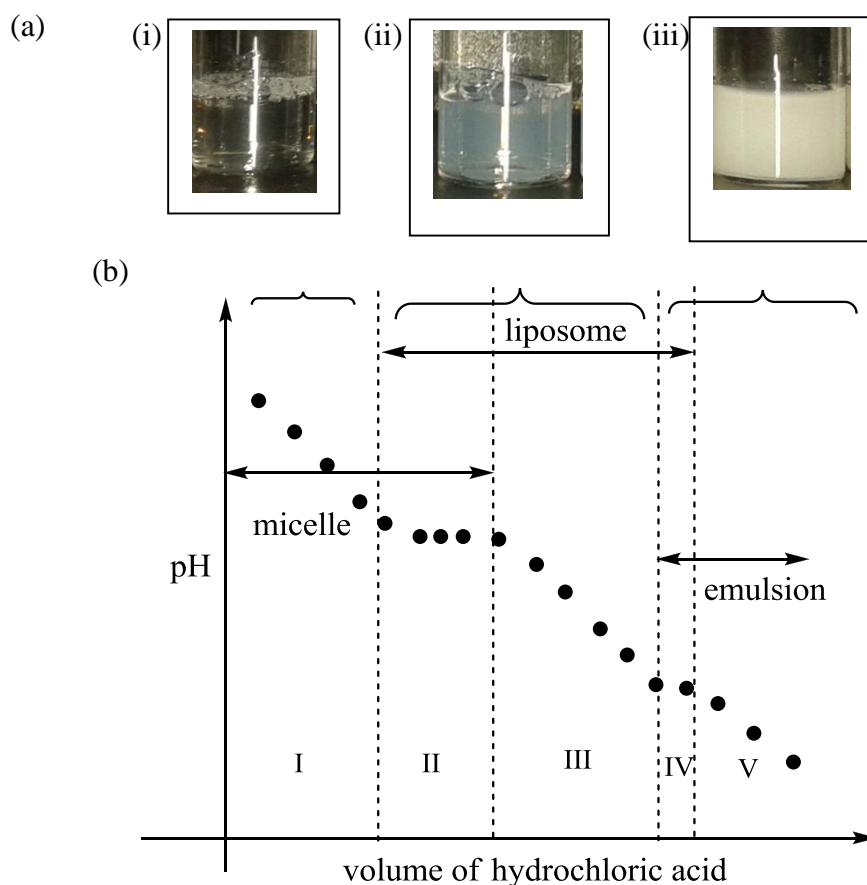 (a)
(i)
(ii)
(iii)
(b)
liposome
micelle
pH
emulsion
I
II
III
IV
V
volume of hydrochloric acid